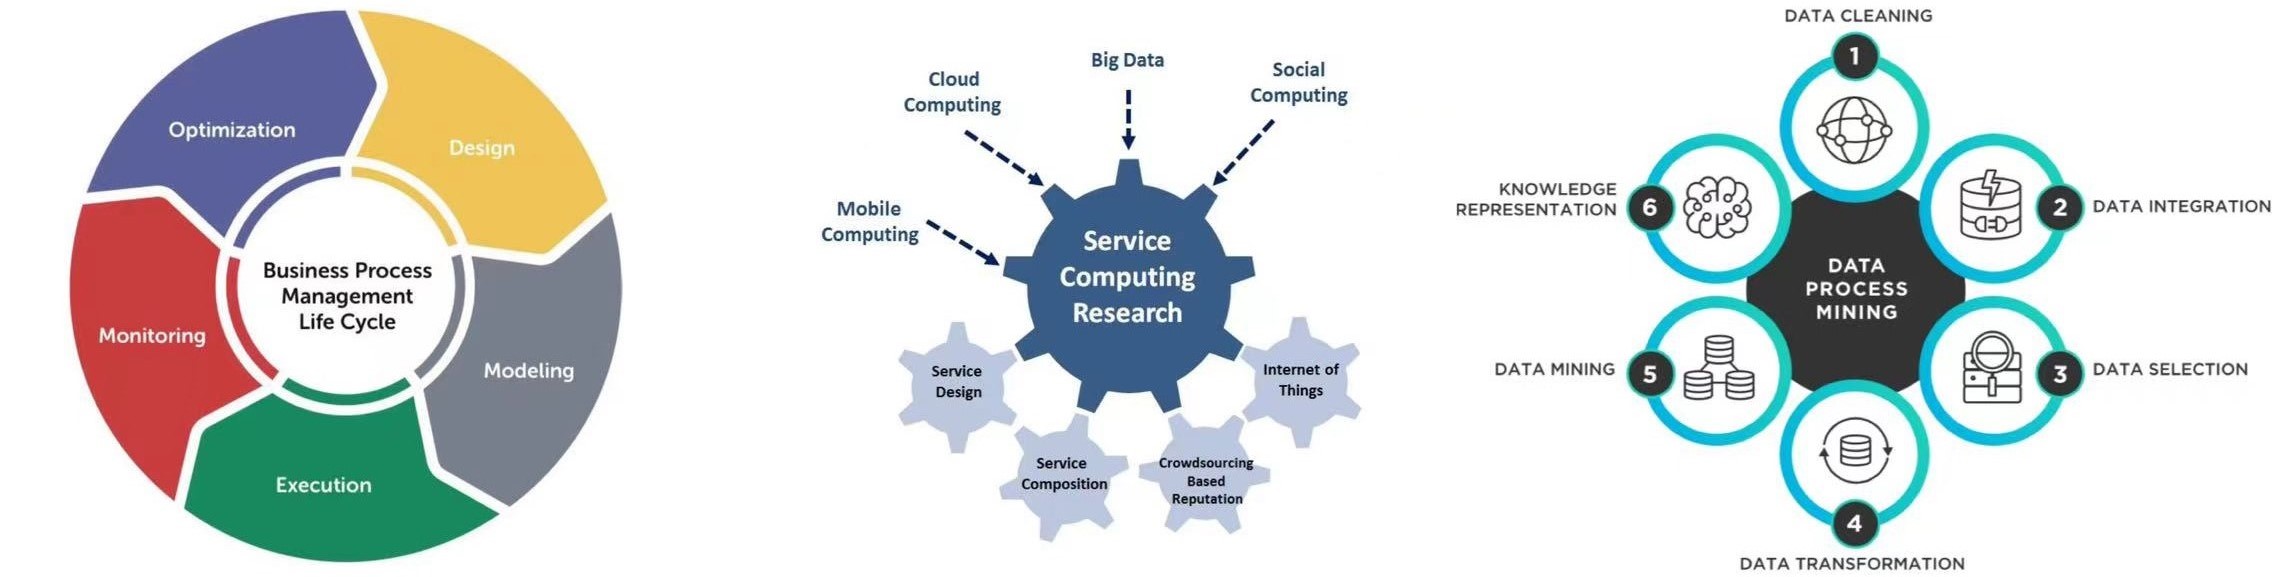 Optimization
Design
Business Process
Management
Life Cycle
Monitoring
Modeling
Execution
Big Data
Cloud
Computing
Social
Computing
Mobile
Computing
Service
Computing
Research
Service
Design
Internet of
Things
Service
Composition
Crowdsourcing
Based
Reputation
DATA CLEANING
1
KNOWLEDGE
REPRESENTATION
6
2
DATA INTEGRATION
DATA
PROCESS
MINING
DATA MINING
5
3
DATA SELECTION
4
DATA TRANSFORMATION